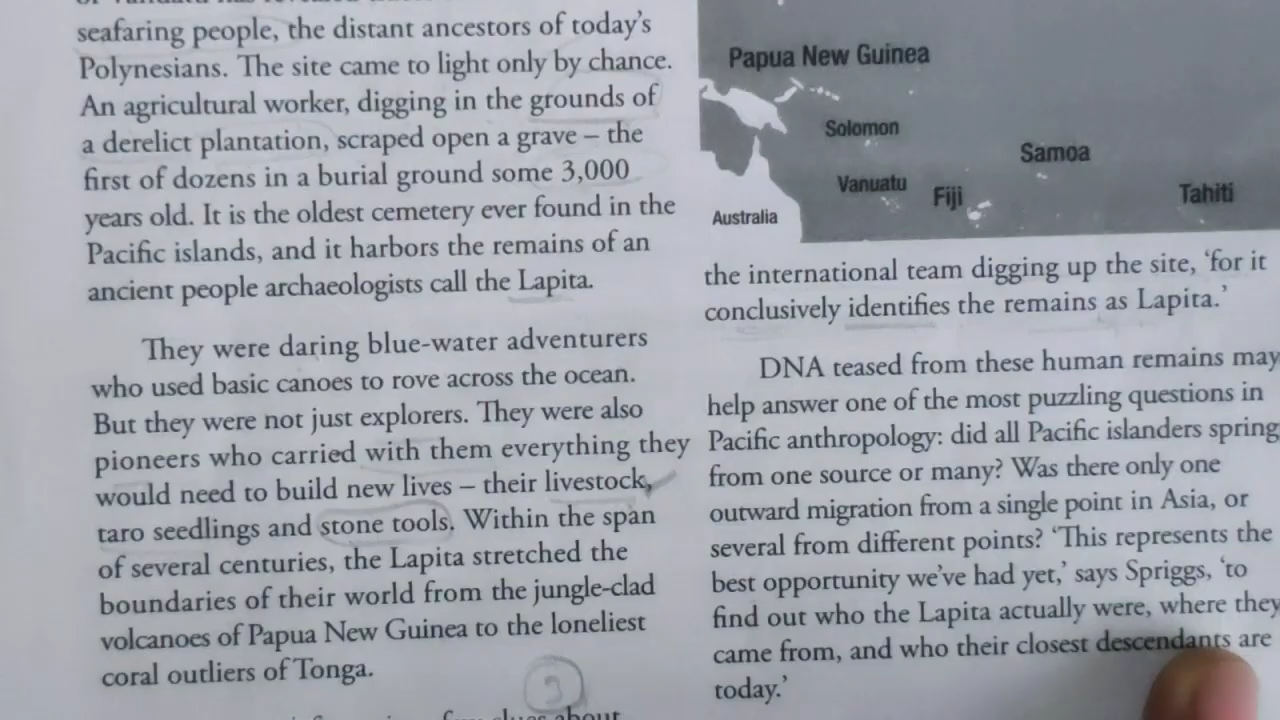 seafaring people, the distant ancestors of today's
Polynesians. The site came to light only by chance.
An agricultural worker, digging in the grounds of
a derelict plantation, scraped open a grave – the
first of dozens in a burial ground some 3,000
years old. It is the oldest cemetery ever found in the
Pacific islands, and it harbors the remains of an
ancient people archaeologists call the Lapita.
They were daring blue-water adventurers
who used basic canoes to rove across the ocean.
But they were not just explorers. They were also
pioneers who carried with them everything they
would need to build new lives – their livestock,
taro seedlings and stone tools. Within the span
of several centuries, the Lapita stretched the
boundaries of their world from the jungle-clad
volcanoes of Papua New Guinea to the loneliest
coral outliers of Tonga.
clues about
Papua New Guinea
Solomon
Samoa
Vanuatu
Fiji
Tahiti
Australia
the international team digging up the site, 'for it
conclusively identifies the remains as Lapita.'
DNA teased from these human remains may
help answer one of the most puzzling questions in
Pacific anthropology: did all Pacific islanders spring
from one source or many? Was there only one
outward migration from a single point in Asia, or
several from different points? 'This represents the
best opportunity we've had yet,' says Spriggs, 'to
find out who the Lapita actually were, where they
came from, and who their closest descendants are
today.'